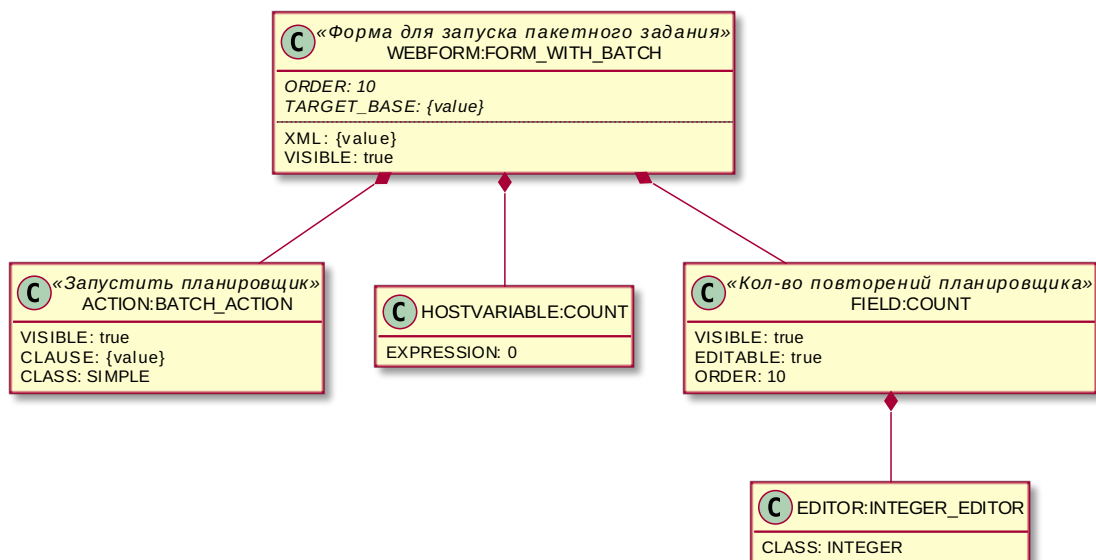 C
«Форма для запуска пакетного задания»
WEBFORM:FORM_WITH_BATCH
ORDER: 10
TARGET_BASE: {value}
XML: {value}
VISIBLE: true
C
«Запустить планировщик»
ACTION:BATCH_ACTION
VISIBLE: true
CLAUSE: {value}
CLASS: SIMPLE
C
HOSTVARIABLE:COUNT
EXPRESSION: 0
C
«Кол-во повторений планировщика»
FIELD:COUNT
VISIBLE: true
EDITABLE: true
ORDER: 10
C
EDITOR:INTEGER_EDITOR
CLASS: INTEGER